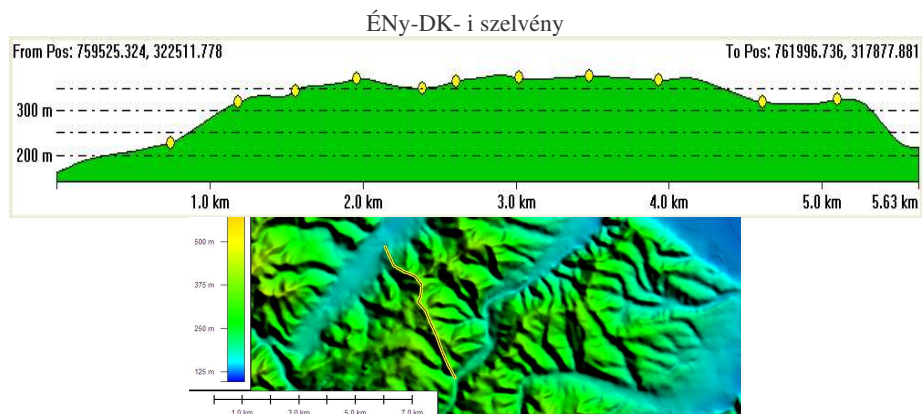 ÉNy-DK- i szelvény
From Pos: 759525.324, 322511.778 To Pos: 761996.736, 317877.881
300 m
200 m
1.0 km 2.0 km 3.0 km 4.0 km 5.0 km 5.63 km
500 m
375 m
250 m
125 m
1.0 km 3.0 km 5.0 km 7.0 km